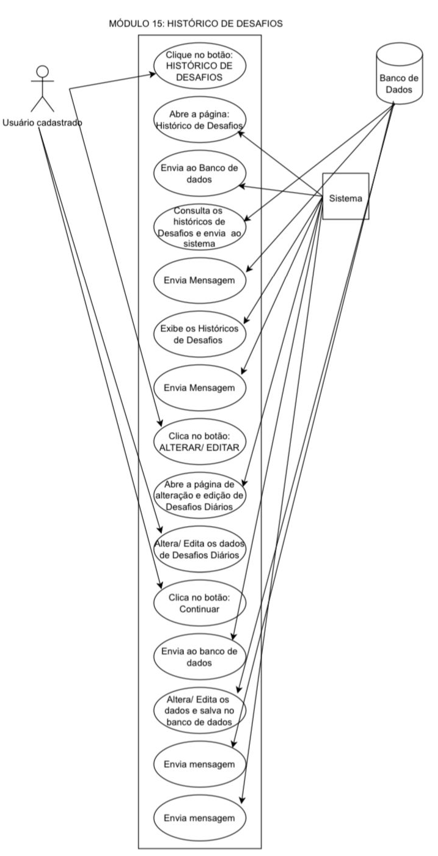 MÓDULO 15: HISTÓRICO DE DESAFIOS
Clique no botão:
HISTÓRICO DE
DESAFIOS
Banco de
Dados
Usuário cadastrado
Abre a página:
Histórico de Desafios
Envia ao Banco de
dados
Sistema
Consulta os
históricos de
Desafios e envia ao
sistema
Envia Mensagem
Exibe os Históricos
de Desafios
Envia Mensagem
Clica no botão:
ALTERAR/ EDITAR
Abre a página de
alteração e edição de
Desafios Diários
Altera/ Edita os dados
de Desafios Diários
Clica no botão:
Continuar
Envia ao banco de
dados
Altera/ Edita os
dados e salva no
banco de dados
Envia mensagem
Envia mensagem